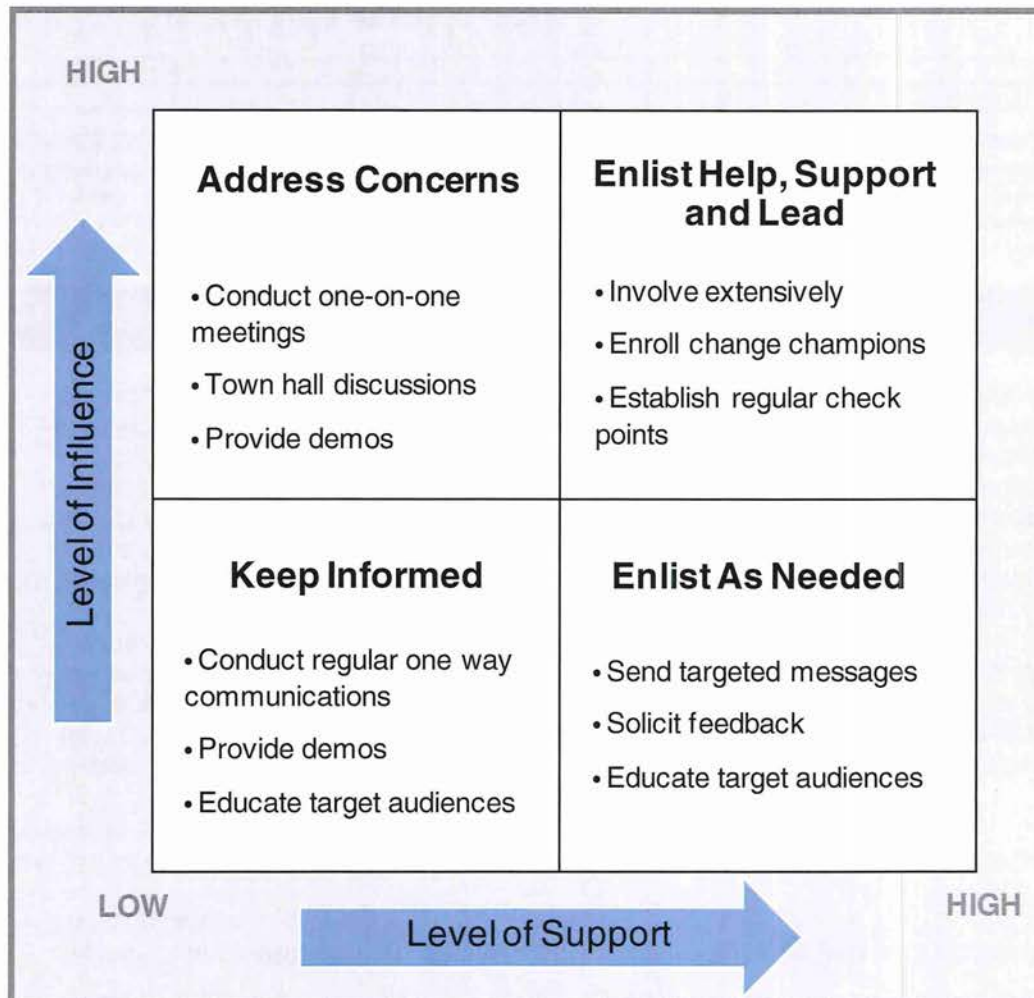 HIGH
Address Concerns
• Conduct one-on-one
meetings
• Town hall discussions
• Provide demos
Enlist Help, Support
and Lead
• Involve extensively
• Enroll change champions
• Establish regular check
points
Level of Influence
Keep Informed
• Conduct regular one way
communications
• Provide demos
• Educate target audiences
Enlist As Needed
• Send targeted messages
• Solicit feedback
• Educate target audiences
LOW
Level of Support
HIGH